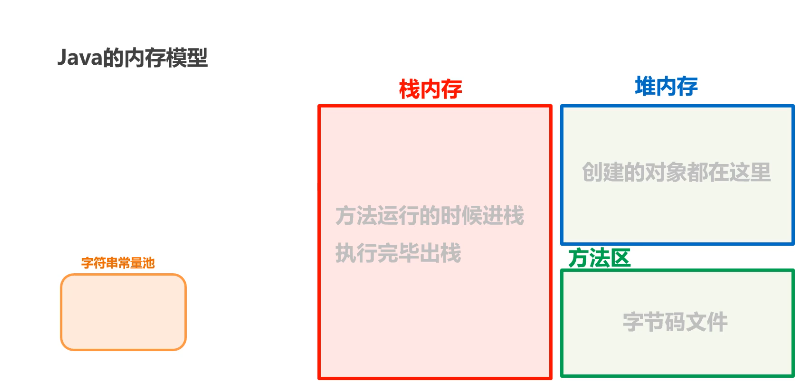 Java的内存模型
栈内存
堆内存
创建的对象都在这里
方法运行的时候进栈
执行完毕出栈
方法区
字符串常量池
字节码文件